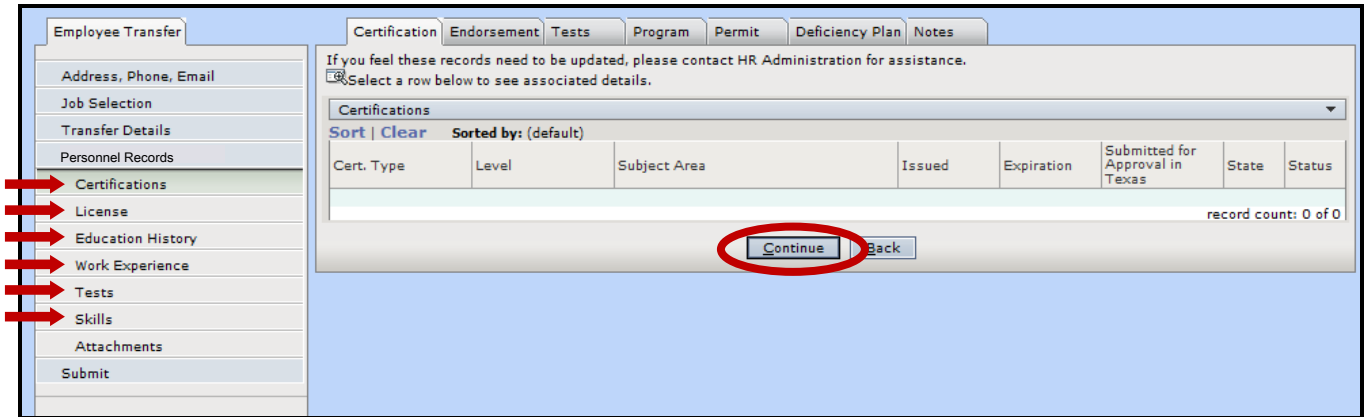 Employee Transfer
Address, Phone, Email
Job Selection
Transfer Details
Personnel Records
Certifications
License
Education History
Work Experience
Tests
Skills
Attachments
Submit
Certification Endorsement Tests Program Permit Deficiency Plan Notes
If you feel these records need to be updated, please contact HR Administration for assistance.
Select a row below to see associated details.
Certifications
Sort | Clear Sorted by: (default)
Cert. Type Level Subject Area Issued Expiration Submitted for Approval in Texas State Status
record count: 0 of 0
Continue Back